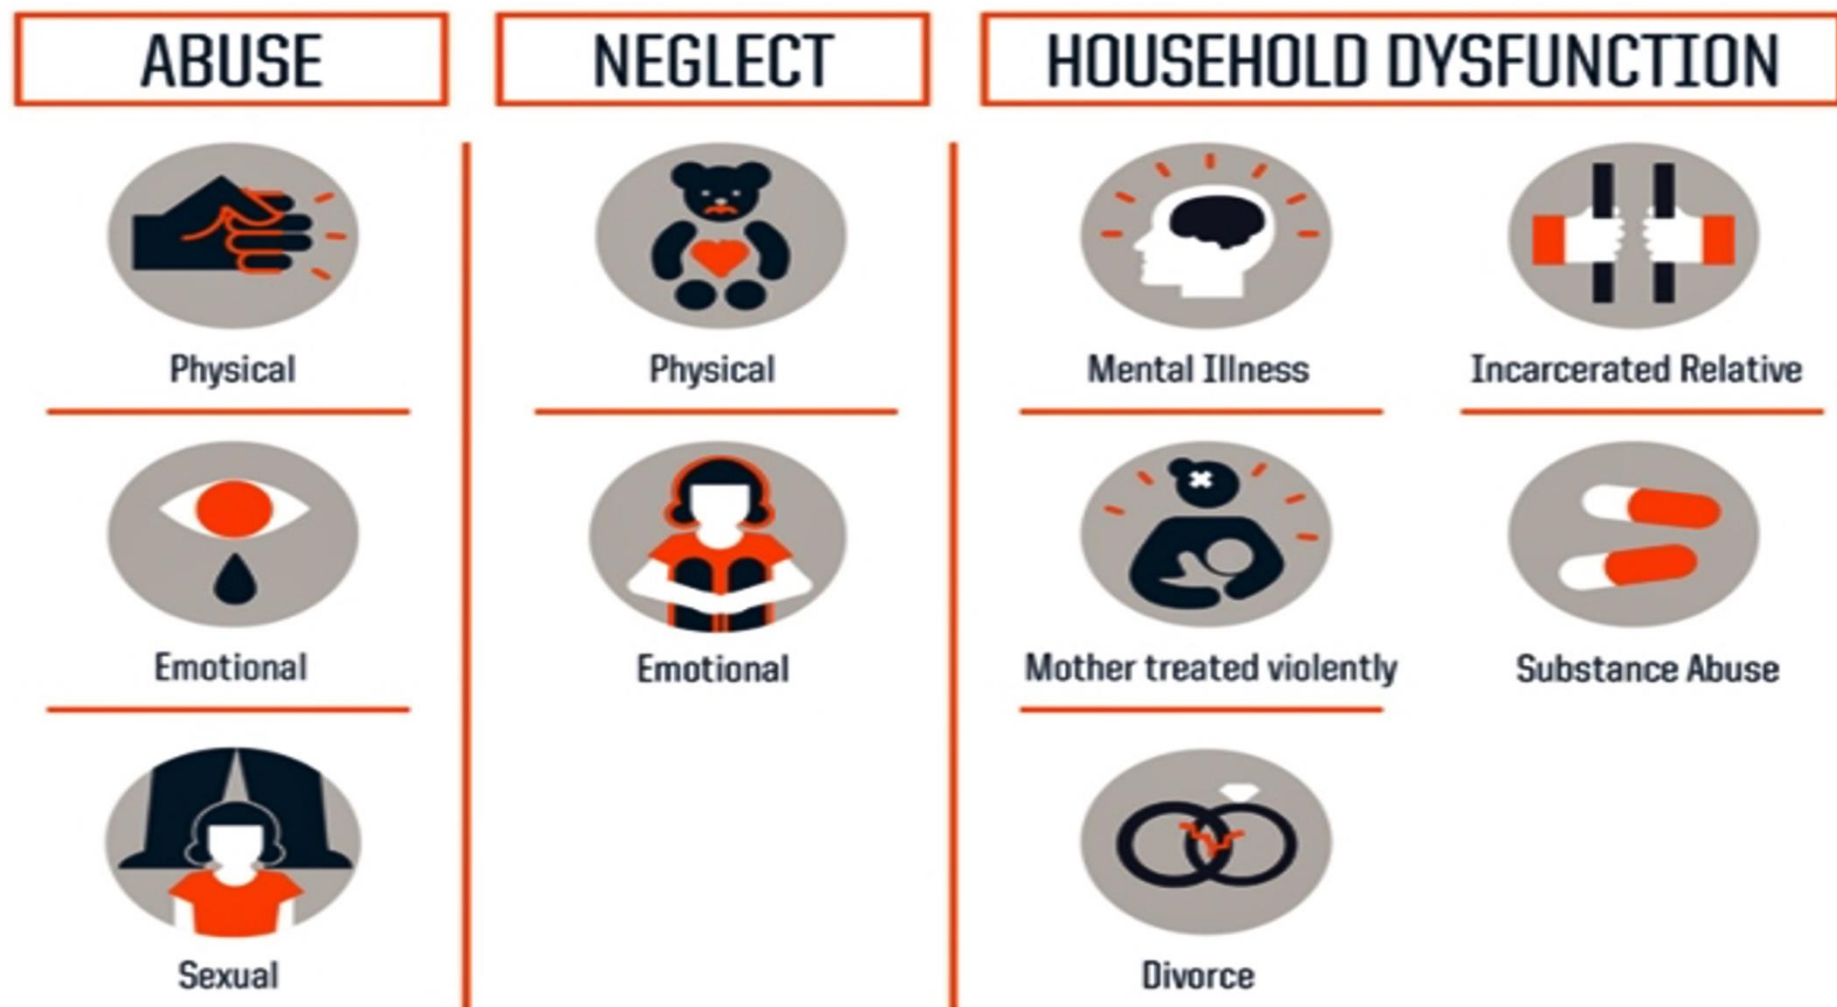 ABUSE
Physical
Emotional
Sexual
NEGLECT
Physical
Emotional
HOUSEHOLD DYSFUNCTION
Mental Illness
Incarcerated Relative
Mother treated violently
Substance Abuse
Divorce